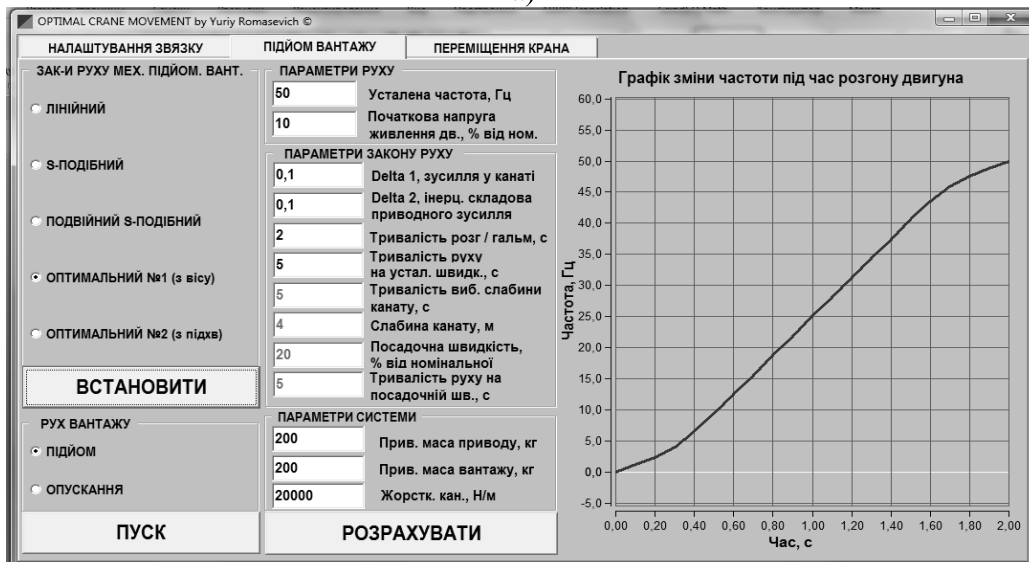 OPTIMAL CRANE MOVEMENT by Yuriy Romasevich ©
НАЛАШТУВАННЯ ЗВЯЗКУ
ПІДЙОМ ВАНТАЖУ
ПЕРЕМІЩЕННЯ КРАНА
ЗАК-И РУХУ МЕХ. ПІДЙОМ. ВАНТ.
ЛІНІЙНИЙ
S-ПОДІБНИЙ
ПОДВІЙНИЙ S-ПОДІБНИЙ
ОПТИМАЛЬНИЙ №1 (з вісу)
ОПТИМАЛЬНИЙ №2 (з підхв)
ВСТАНОВИТИ
РУХ ВАНТАЖУ
ПІДЙОМ
ОПУСКАННЯ
ПУСК
ПАРАМЕТРИ РУХУ
50 Усталена частота, Гц
10 Початкова напруга
живлення дв., % від ном.
ПАРАМЕТРИ ЗАКОНУ РУХУ
0,1 Delta 1, зусилля у канаті
0,1 Delta 2, інерц. складова
приводного зусилля
2 Тривалість розг / гальм, с
5 Тривалість руху
на устал. швидк., с
5 Тривалість виб. слабини
канату, с
4 Слабина канату, м
20 Посадочна швидкість,
% від номінальної
5 Тривалість руху на
посадочній шв., с
ПАРАМЕТРИ СИСТЕМИ
200 Прив. маса приводу, кг
200 Прив. маса вантажу, кг
20000 Жорстк. кан., Н/м
РОЗРАХУВАТИ
Графік зміни частоти під час розгону двигуна
Частота, Гц
60,0
55,0
50,0
45,0
40,0
35,0
30,0
25,0
20,0
15,0
10,0
5,0
0,0
-5,0
0,00 0,20 0,40 0,60 0,80 1,00 1,20 1,40 1,60 1,80 2,00
Час, с